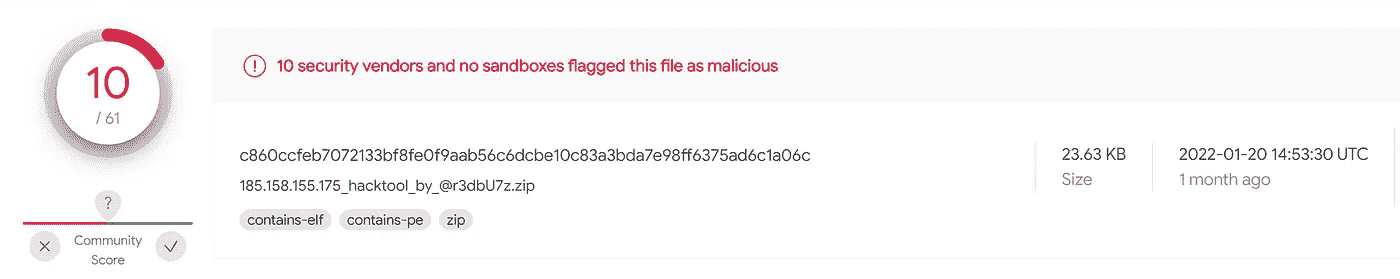 10
/ 61
?
Community
Score
10 security vendors and no sandboxes flagged this file as malicious
c860ccfeb7072133bf8fe0f9aab56c6dcbe10c83a3bda7e98ff6375ad6c1a06c
185.158.155.175_hacktool_by_@r3dbU7z.zip
contains-elf contains-pe zip
23.63 KB
Size
2022-01-20 14:53:30 UTC
1 month ago